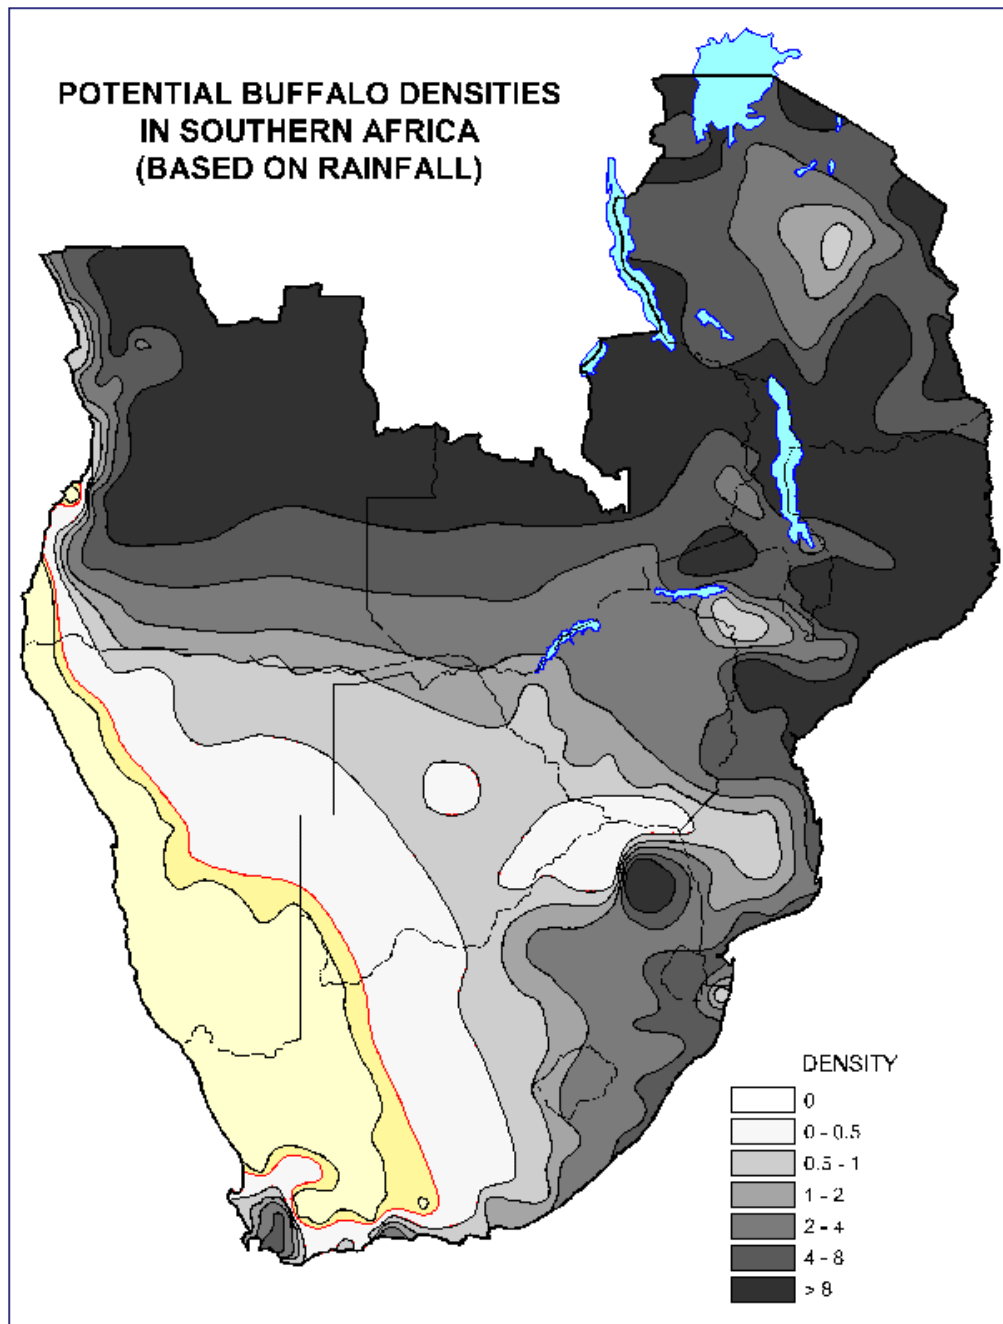 POTENTIAL BUFFALO DENSITIES
IN SOUTHERN AFRICA
(BASED ON RAINFALL)
DENSITY
0
0 - 0.5
0.5 - 1
1 - 2
2 - 4
4 - 8
> 8